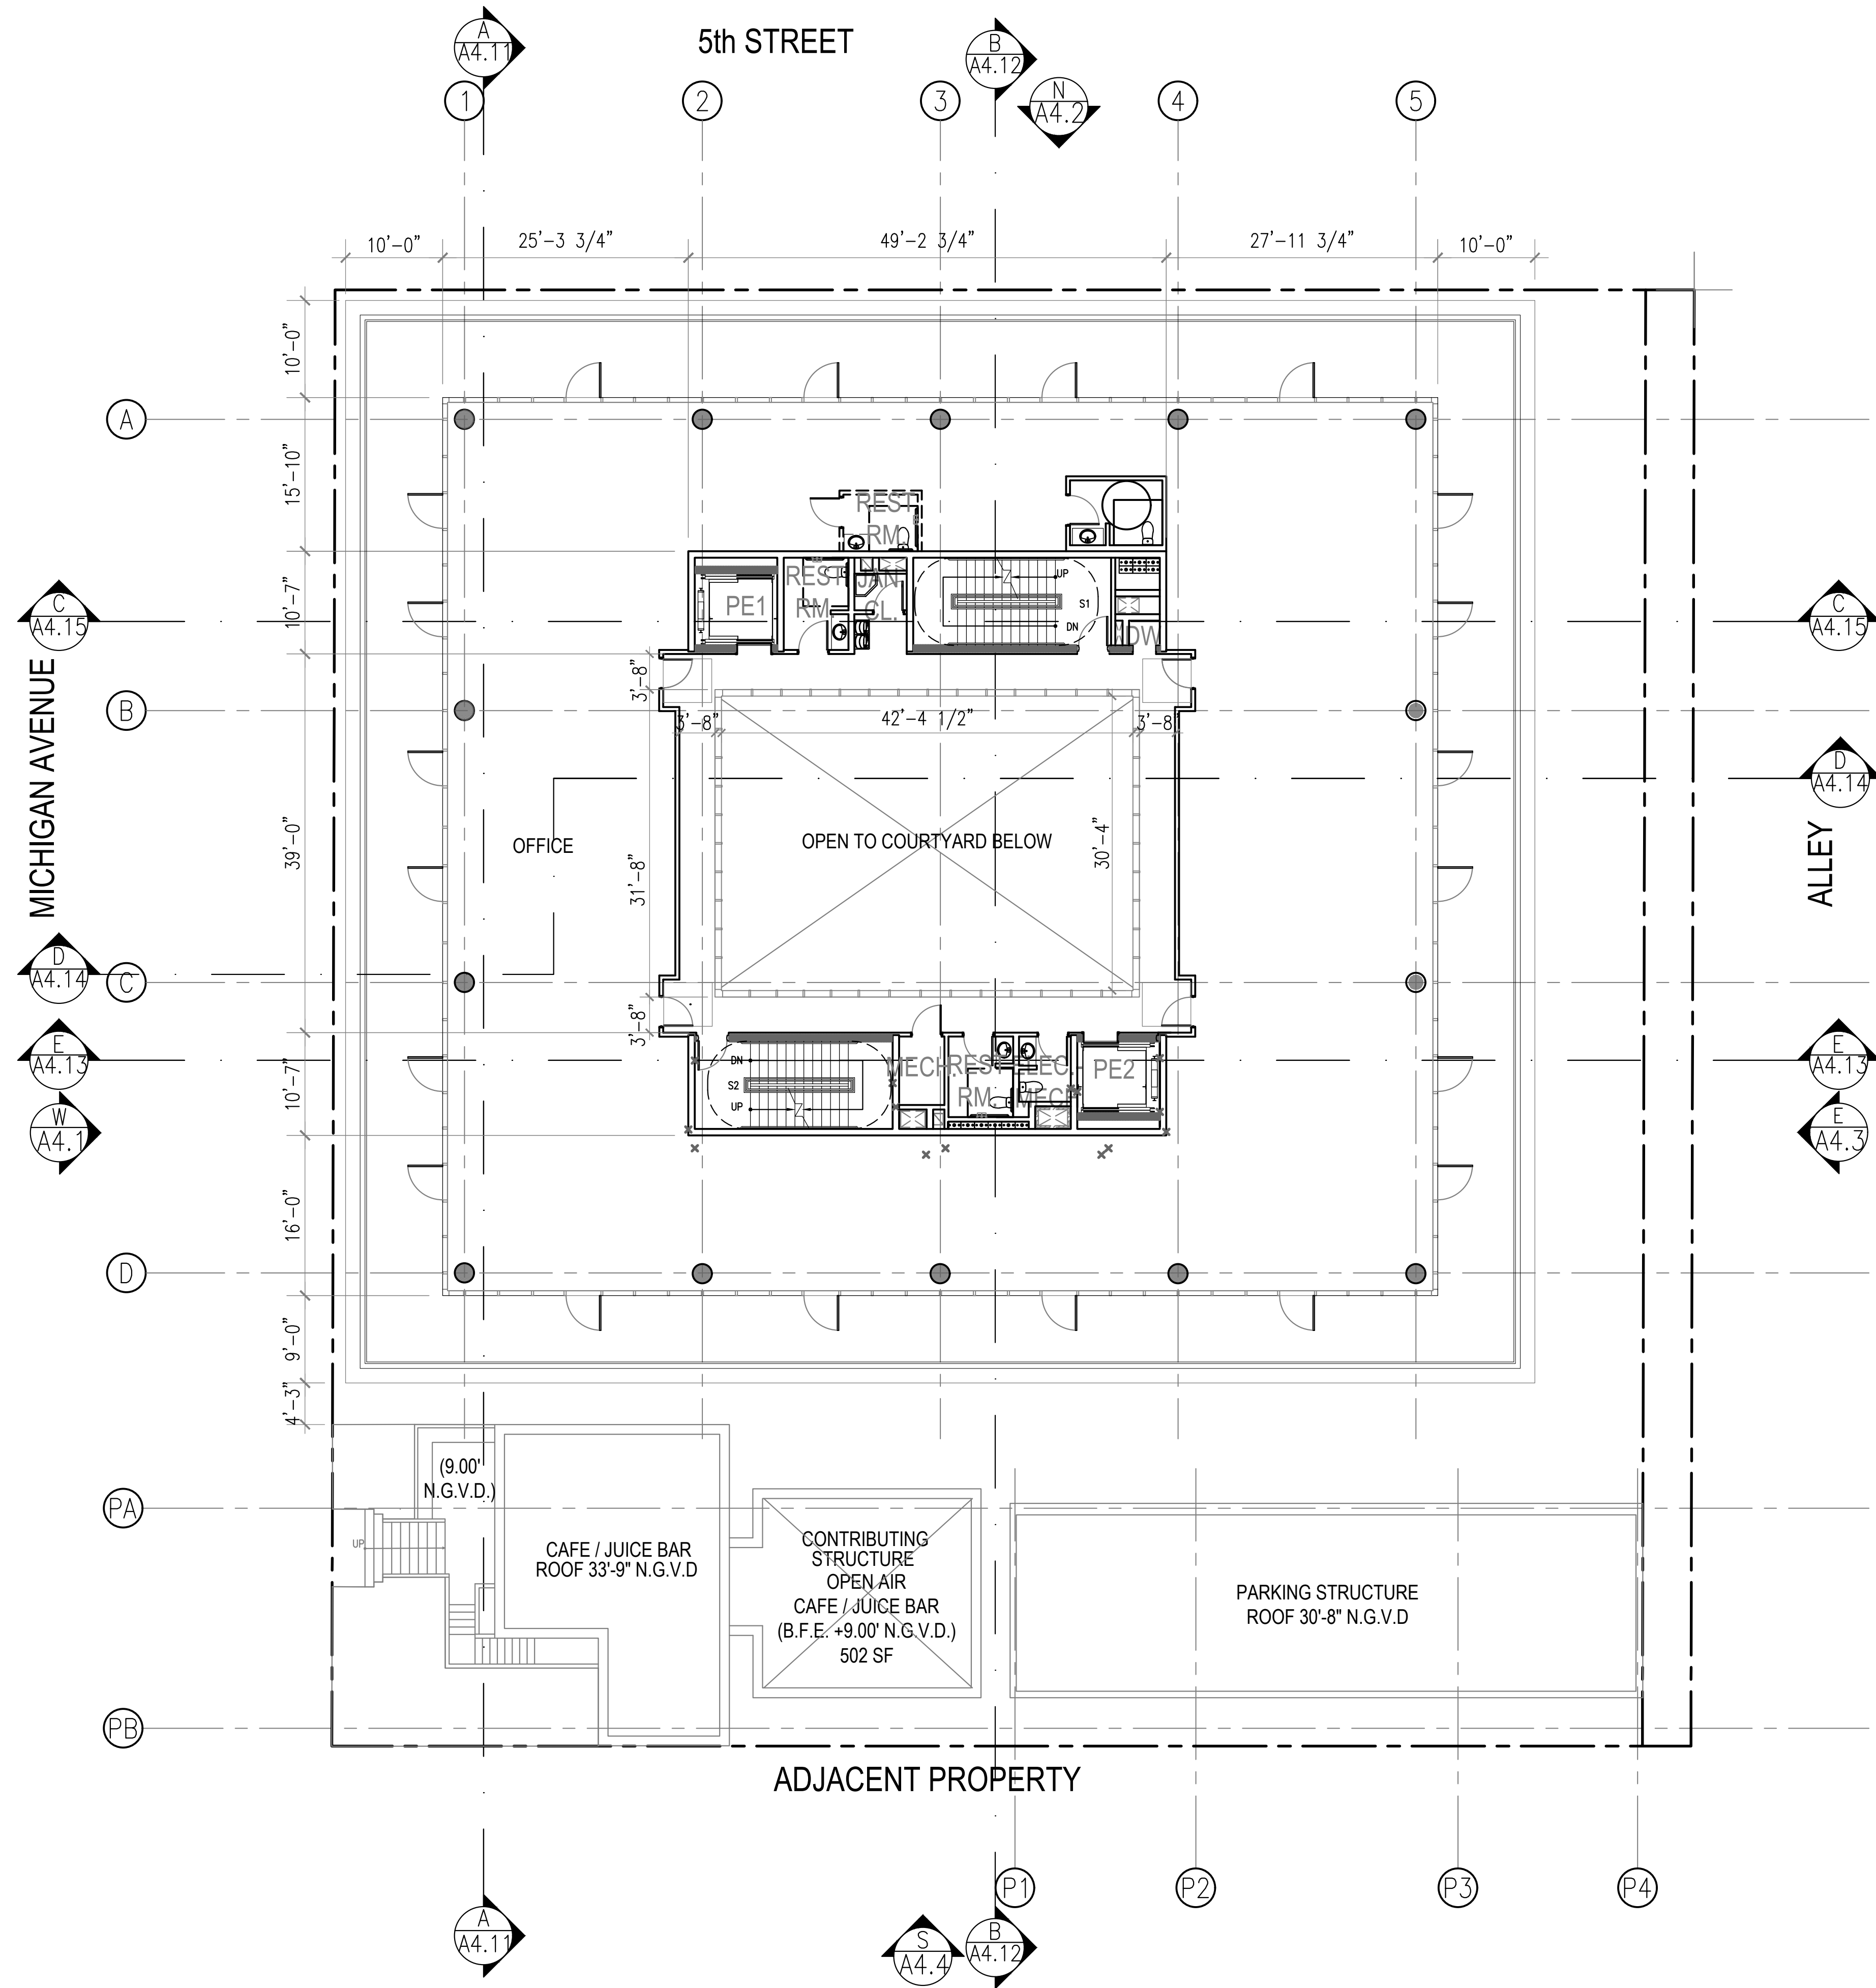 5th STREET
A
A4.11
B
A4.12
N
A4.2
1
2
3
4
5
10'-0"
25'-3 3/4"
49'-2 3/4"
27'-11 3/4"
10'-0"
10'-0"
15'-10"
10'-7"
39'-0"
10'-7"
16'-0"
9'-0"
4'-3"
A
B
C
D
PA
PB
MICHIGAN AVENUE
ALLEY
C
A4.15
D
A4.14
E
A4.13
W
A4.1
C
A4.15
D
A4.14
E
A4.13
E
A4.3
REST
RM.
PE1
REST
RM.
JAN
CL.
UP
S1
DN
DW
3'-8"
3'-8"
42'-4 1/2"
3'-8"
OFFICE
OPEN TO COURTYARD BELOW
31'-8"
30'-4"
3'-8"
DN
S2
UP
MECH.
REST
RM.
ELEC.
MECH
PE2
(9.00'
N.G.V.D.)
UP
CAFE / JUICE BAR
ROOF 33'-9" N.G.V.D
CONTRIBUTING
STRUCTURE
OPEN AIR
CAFE / JUICE BAR
(B.F.E. +9.00' N.G.V.D.)
502 SF
PARKING STRUCTURE
ROOF 30'-8" N.G.V.D
ADJACENT PROPERTY
P1
P2
P3
P4
A
A4.11
S
A4.4
B
A4.12